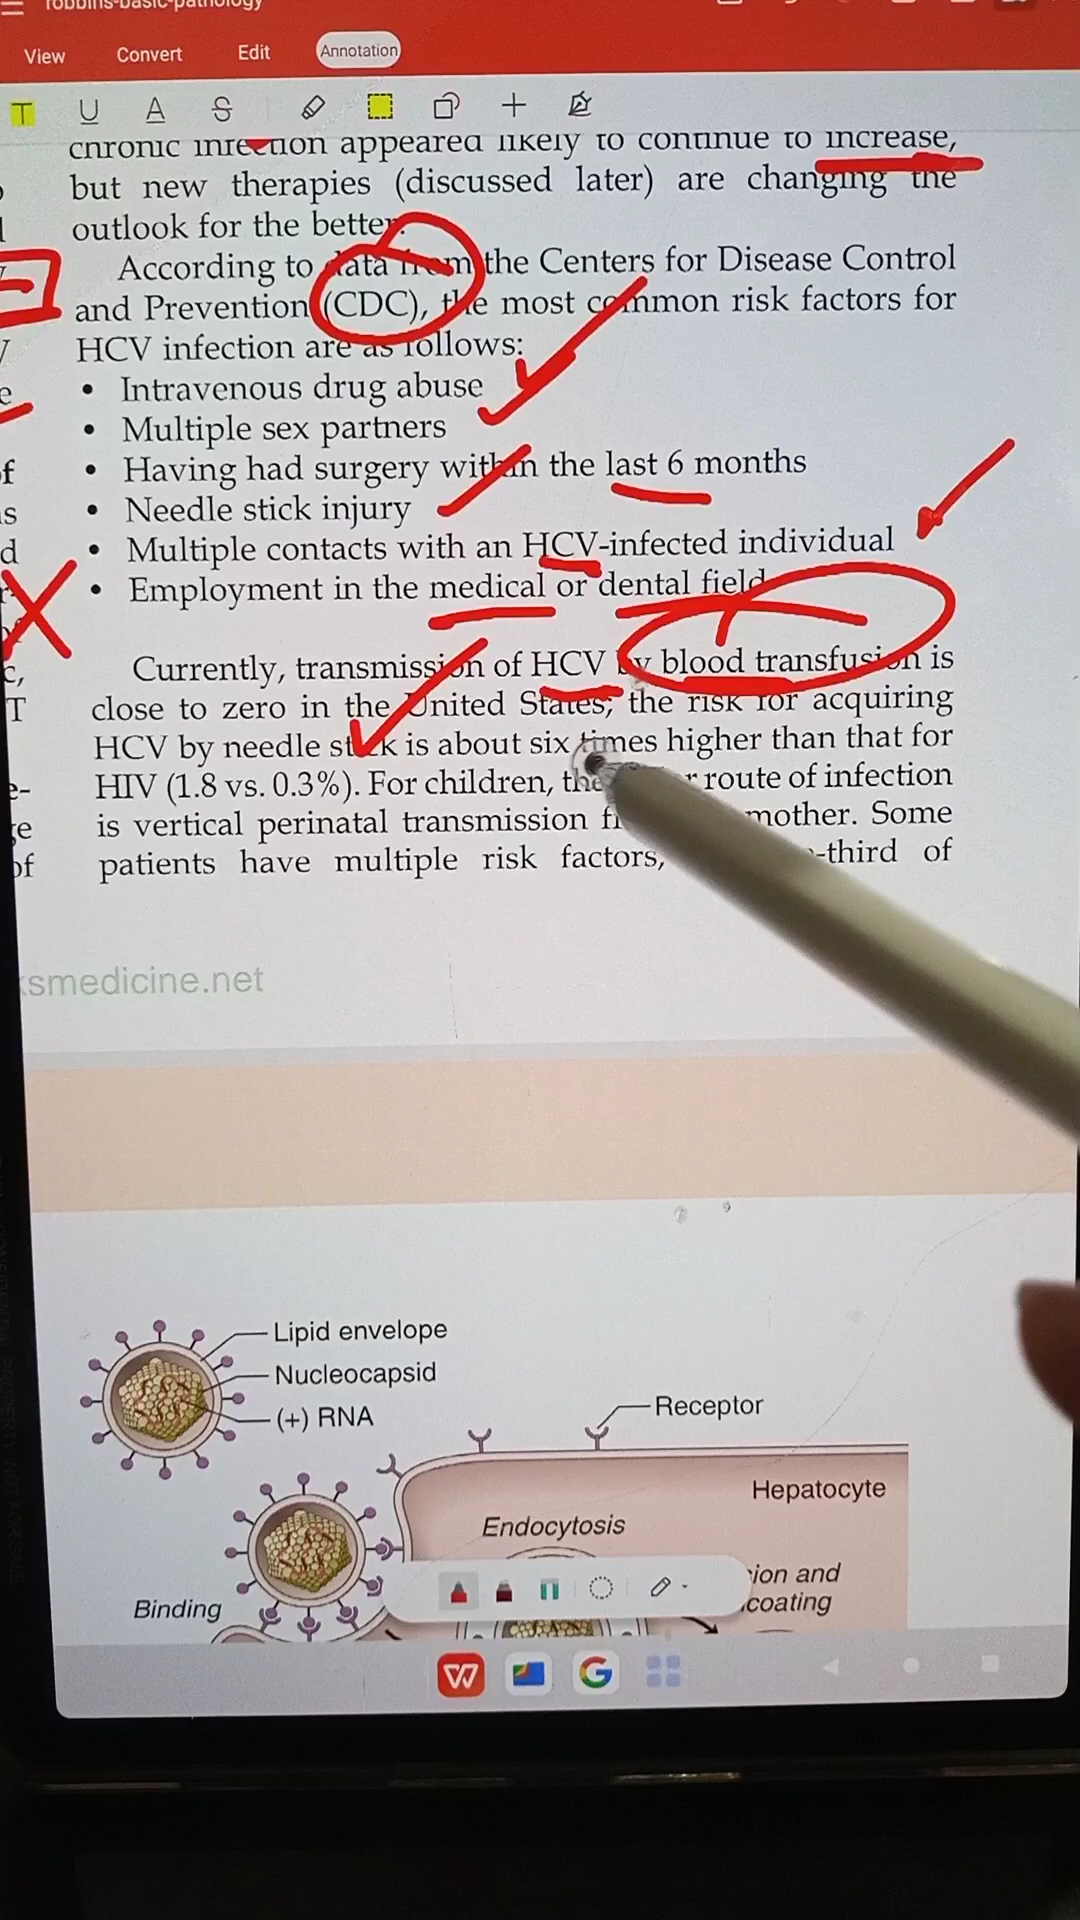 robbins-basic-pathology
View Convert Edit Annotation
T U A S
chronic infection appeared likely to continue to increase,
but new therapies (discussed later) are changing the
outlook for the better.
According to data from the Centers for Disease Control
and Prevention (CDC), the most common risk factors for
HCV infection are as follows:
• Intravenous drug abuse
• Multiple sex partners
• Having had surgery within the last 6 months
• Needle stick injury
• Multiple contacts with an HCV-infected individual
• Employment in the medical or dental field
Currently, transmission of HCV by blood transfusion is
close to zero in the United States; the risk for acquiring
HCV by needle stick is about six times higher than that for
HIV (1.8 vs. 0.3%). For children, the route of infection
is vertical perinatal transmission mother. Some
patients have multiple risk factors, -third of
smedicine.net
Lipid envelope
Nucleocapsid
(+) RNA
Receptor
Hepatocyte
Endocytosis
ion and
coating
Binding